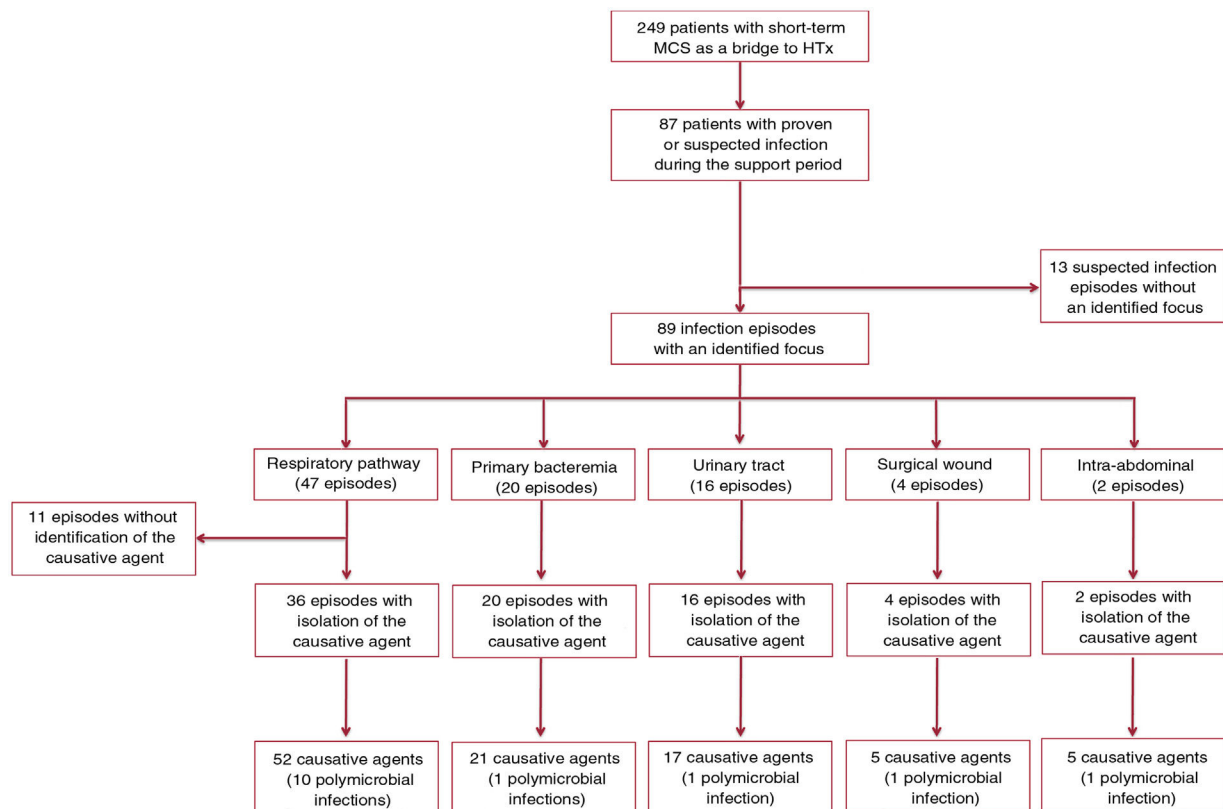 249 patients with short-term
MCS as a bridge to HTx
87 patients with proven
or suspected infection
during the support period
13 suspected infection
episodes without
an identified focus
89 infection episodes
with an identified focus
Respiratory pathway
(47 episodes)
Primary bacteremia
(20 episodes)
Urinary tract
(16 episodes)
Surgical wound
(4 episodes)
Intra-abdominal
(2 episodes)
11 episodes without
identification of the
causative agent
36 episodes with
isolation of the
causative agent
20 episodes with
isolation of the
causative agent
16 episodes with
isolation of the
causative agent
4 episodes with
isolation of the
causative agent
2 episodes with
isolation of the
causative agent
52 causative agents
(10 polymicrobial
infections)
21 causative agents
(1 polymicrobial
infections)
17 causative agents
(1 polymicrobial
infection)
5 causative agents
(1 polymicrobial
infection)
5 causative agents
(1 polymicrobial
infection)